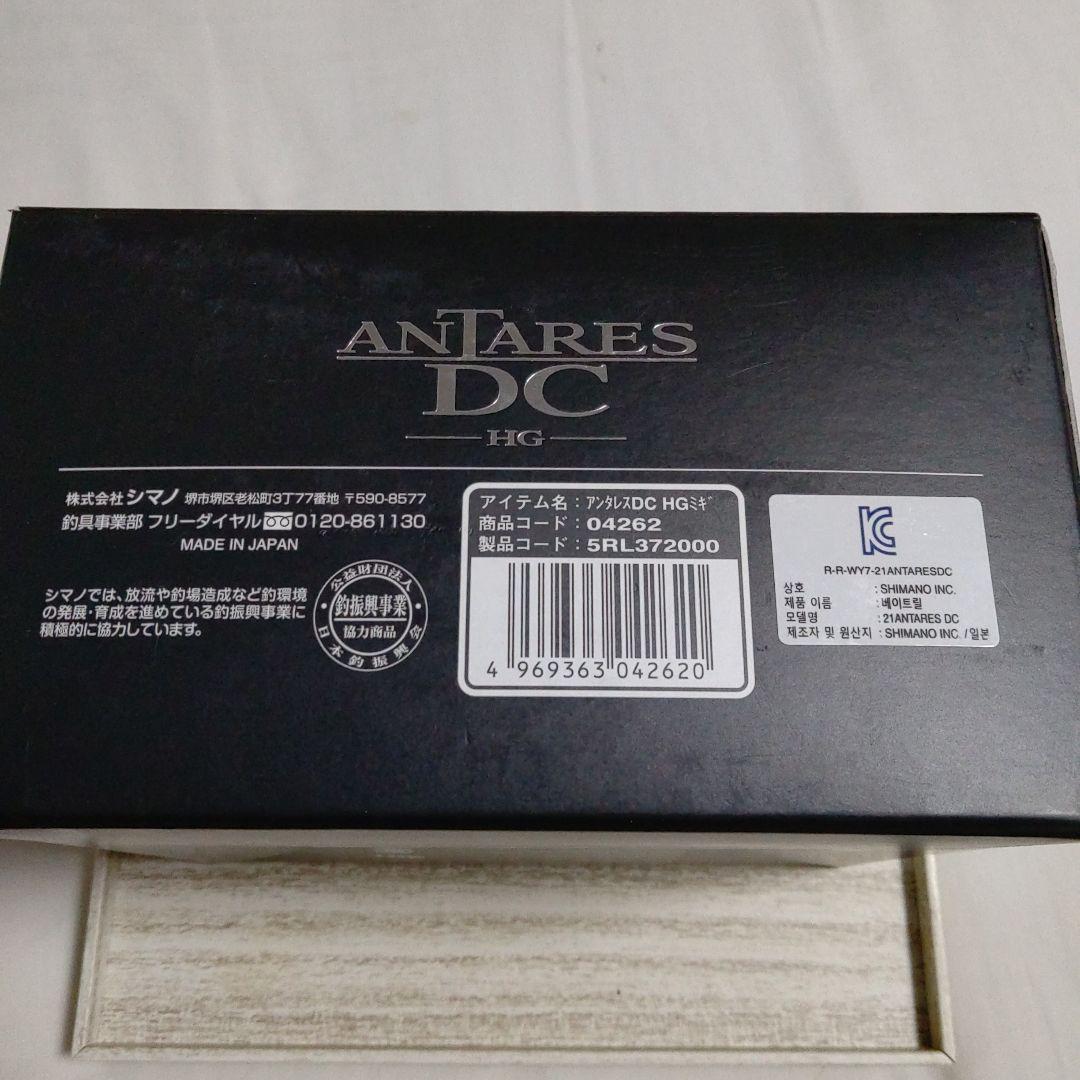 ANTARES
DC
HG
株式会社 シマノ 堺市堺区老松町3丁77番地 〒590-8577
釣具事業部 フリーダイヤル 0120-861130
MADE IN JAPAN
シマノでは、放流や釣場造成など釣環境
の発展・育成を進めている釣振興事業に
積極的に協力しています。
公益財団法人
釣振興事業
協力商品
日本釣振興会
アイテム名：ｱﾝﾀﾚｽDC HGﾐｷﾞ
商品コード：04262
製品コード：5RL372000
4 969363 042620
R-R-WY7-21ANTARESDC
상호 : SHIMANO INC.
제품 이름 : 베이트릴
모델명 : 21ANTARES DC
제조자 및 원산지 : SHIMANO INC. /일본